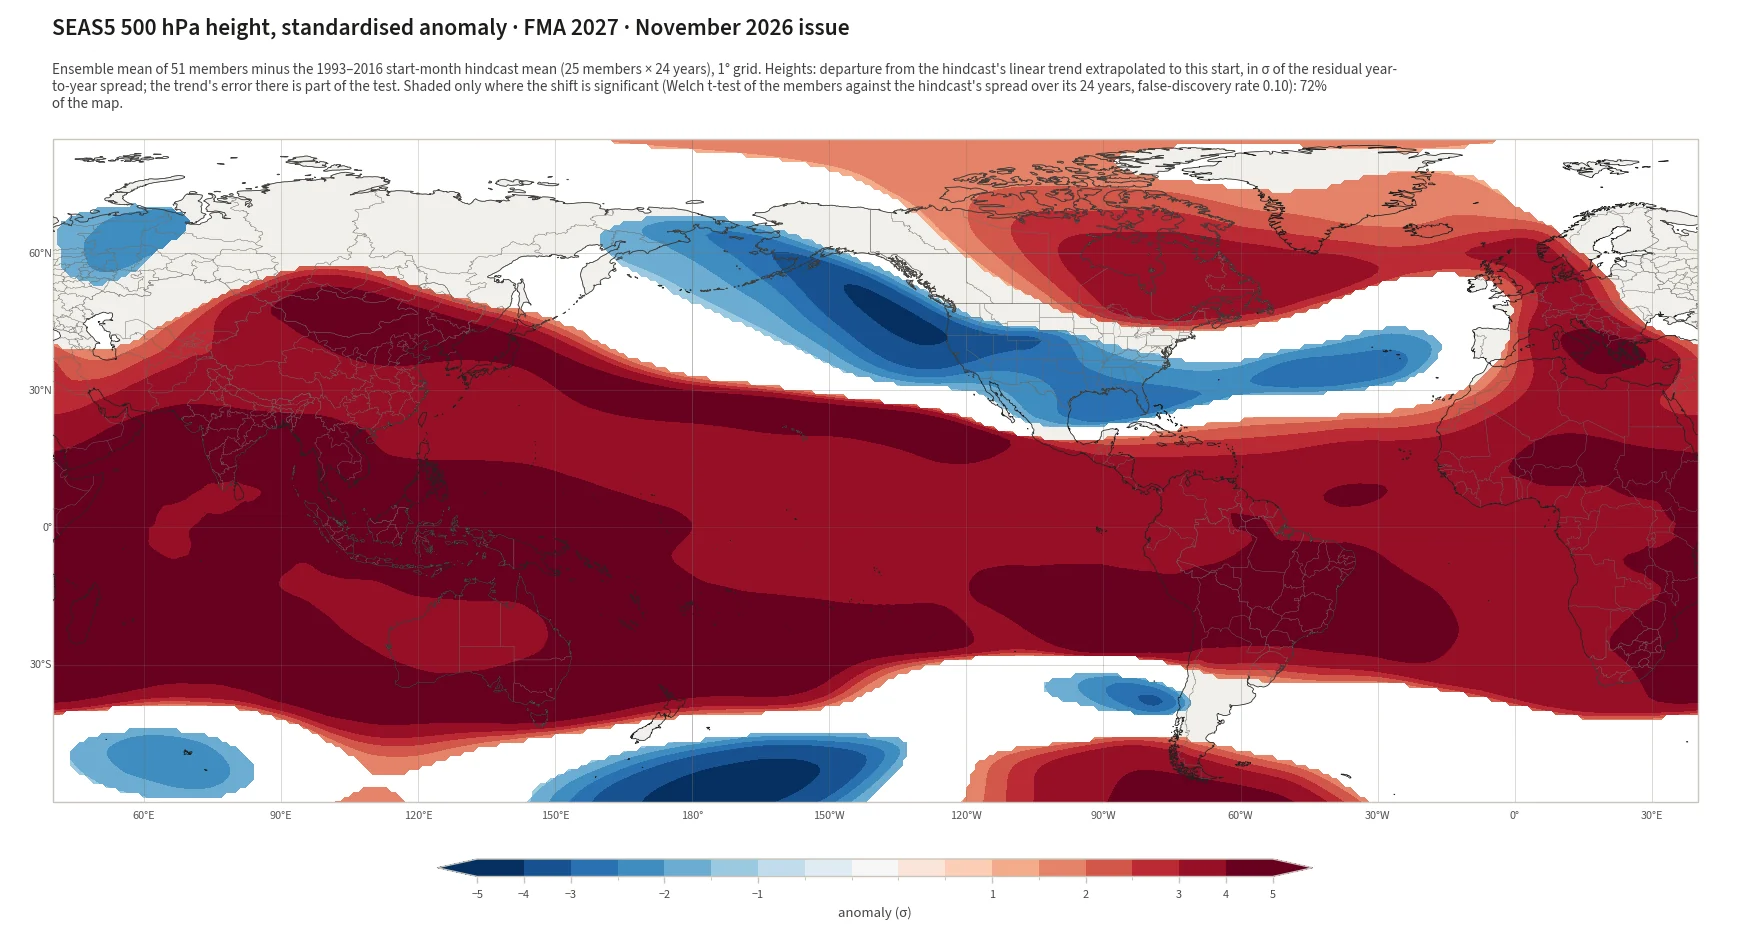 SEAS5 500 hPa height, standardised anomaly · FMA 2027 · November 2026 issue
Ensemble mean of 51 members minus the 1993–2016 start-month hindcast mean (25 members × 24 years), 1° grid. Heights: departure from the hindcast's linear trend extrapolated to this start, in σ of the residual year-
to-year spread; the trend's error there is part of the test. Shaded only where the shift is significant (Welch t-test of the members against the hindcast's spread over its 24 years, false-discovery rate 0.10): 72%
of the map.
60°N
30°N
0°
30°S
60°E 90°E 120°E 150°E 180° 150°W 120°W 90°W 60°W 30°W 0° 30°E
−5 −4 −3 −2 −1 1 2 3 4 5
anomaly (σ)